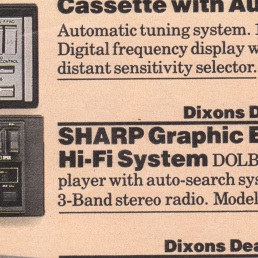 Cassette with Au
Automatic tuning system. 1
Digital frequency display w
distant sensitivity selector.
Dixons D
SHARP Graphic E
Hi-Fi System DOLB
player with auto-search sys
3-Band stereo radio. Model
Dixons Dea